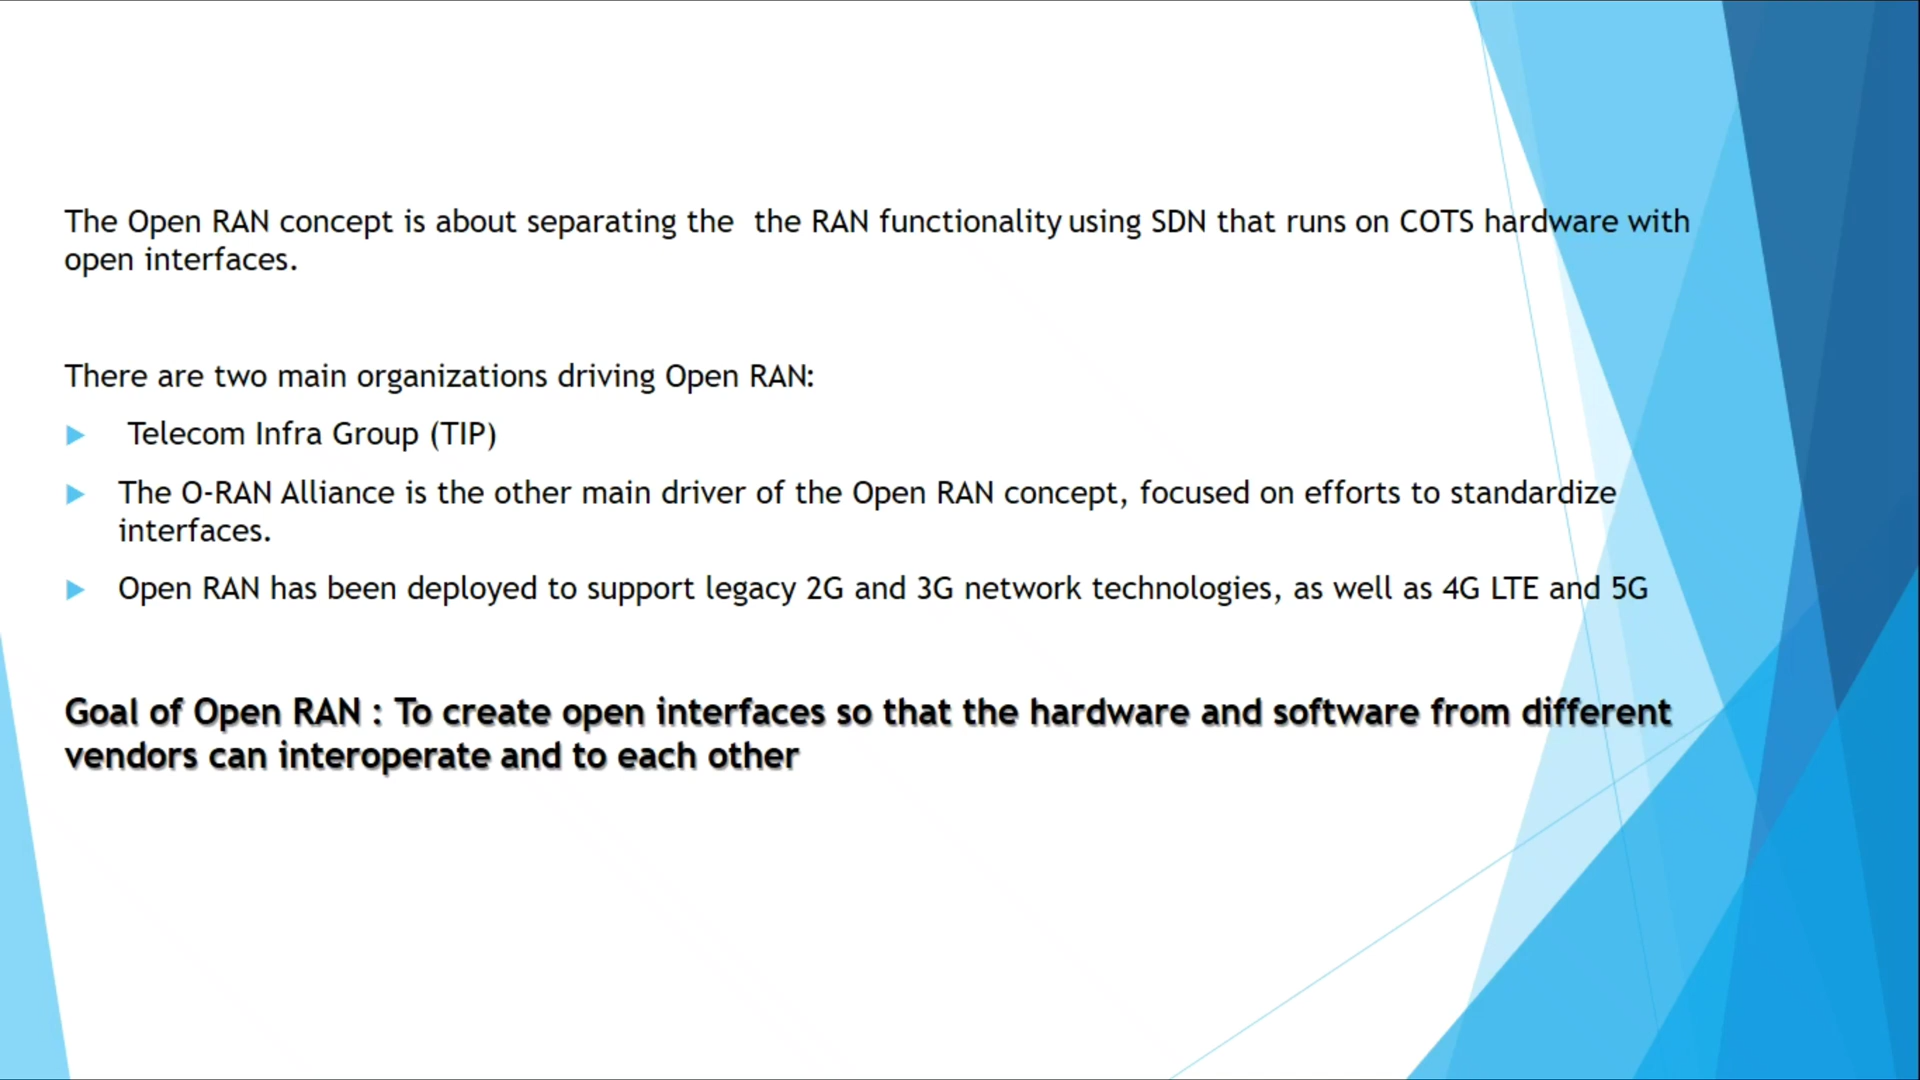 The Open RAN concept is about separating the  the RAN functionality using SDN that runs on COTS hardware with
open interfaces.
There are two main organizations driving Open RAN:
Telecom Infra Group (TIP)
The O-RAN Alliance is the other main driver of the Open RAN concept, focused on efforts to standardize
interfaces.
Open RAN has been deployed to support legacy 2G and 3G network technologies, as well as 4G LTE and 5G
Goal of Open RAN : To create open interfaces so that the hardware and software from different
vendors can interoperate and to each other